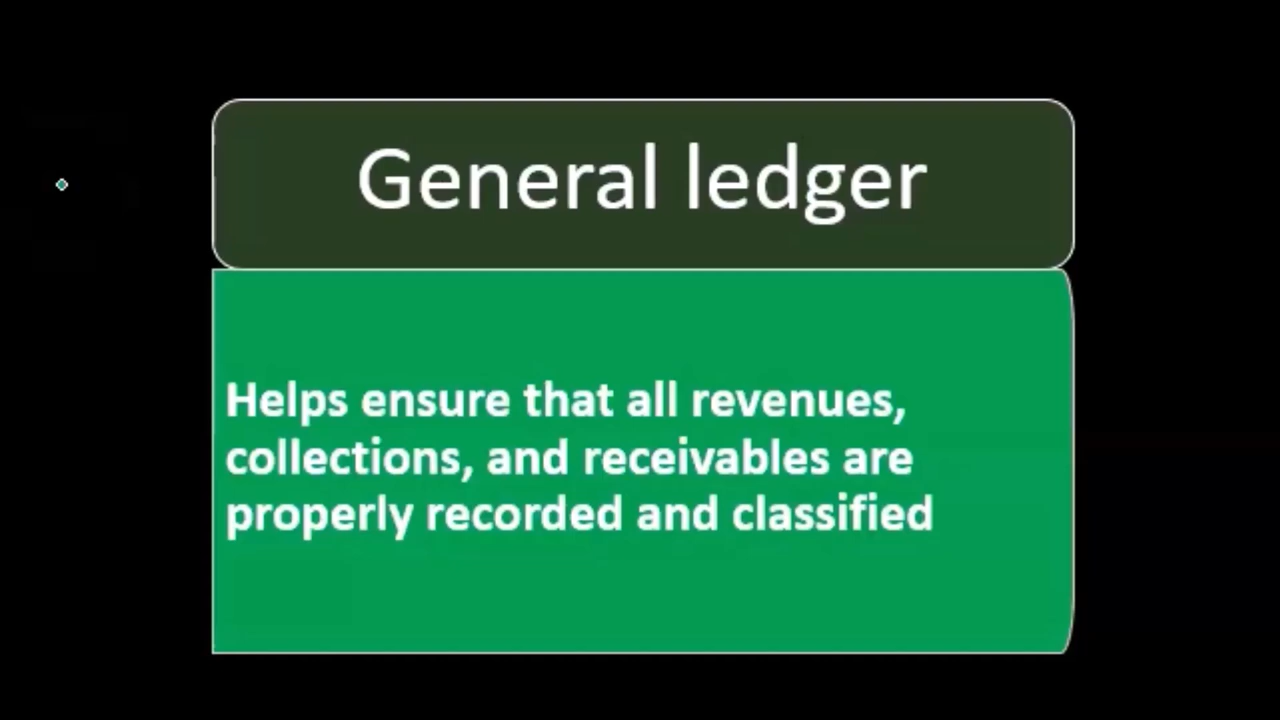 General ledger
Helps ensure that all revenues,
collections, and receivables are
properly recorded and classified